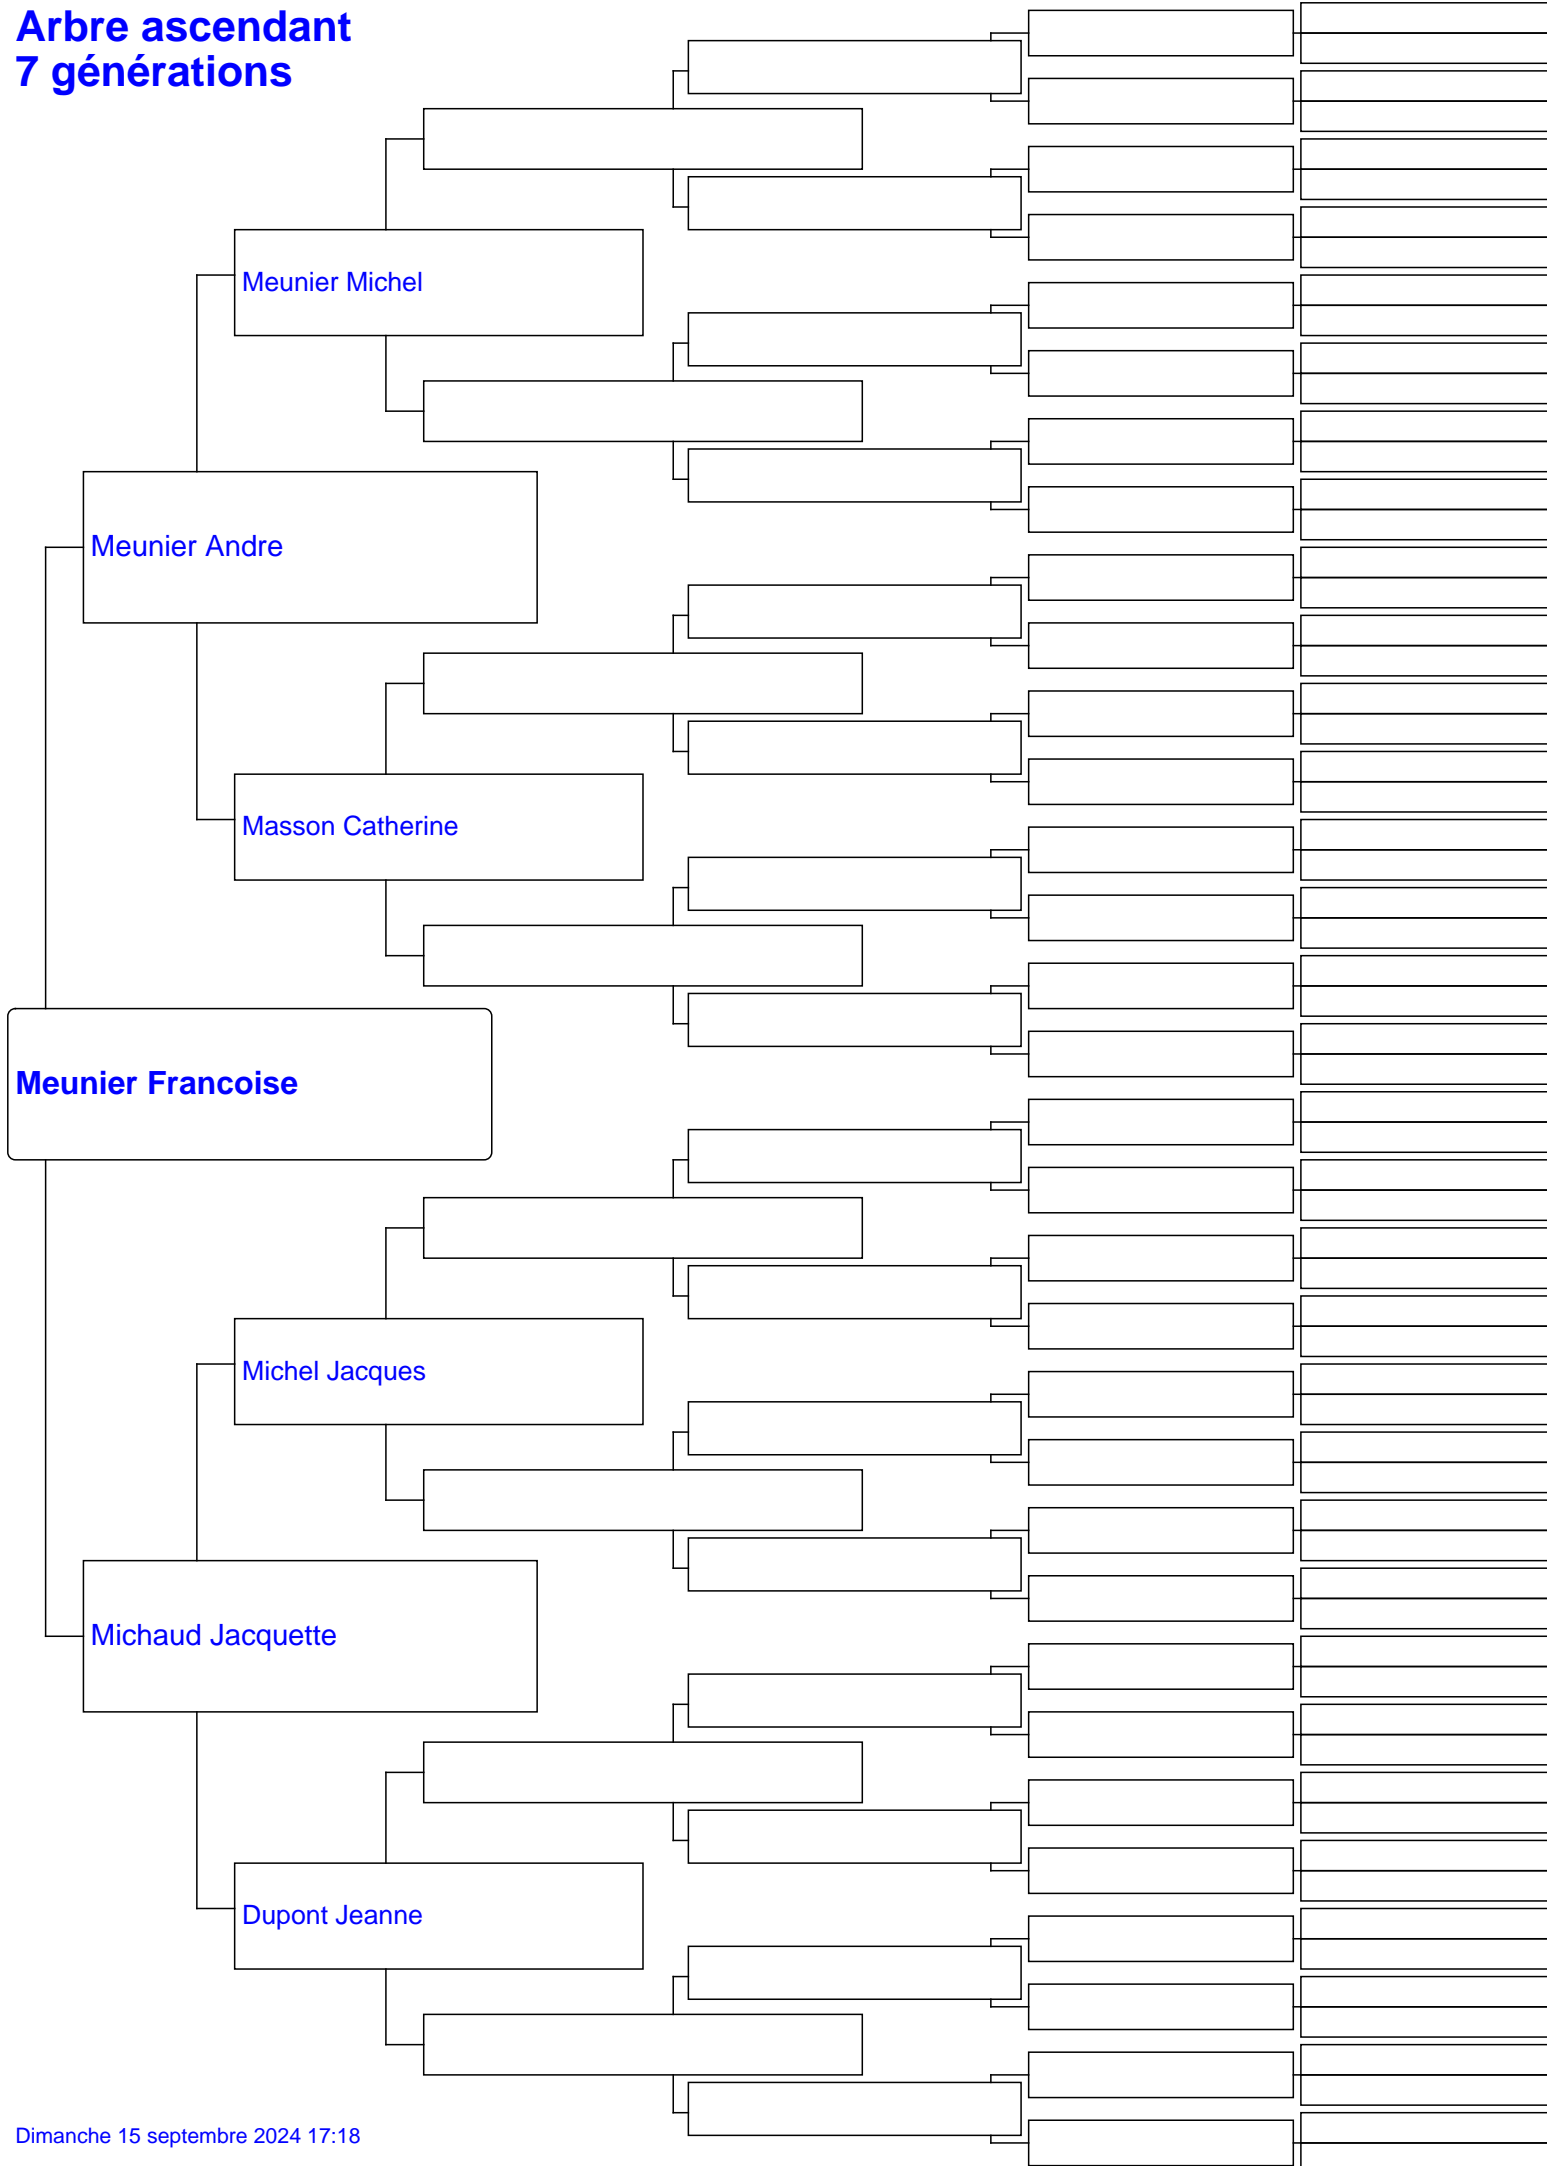 Arbre ascendant
7 générations
Meunier Michel
Meunier Andre
Masson Catherine
Meunier Francoise
Michel Jacques
Michaud Jacquette
Dupont Jeanne
Dimanche 15 septembre 2024 17:18